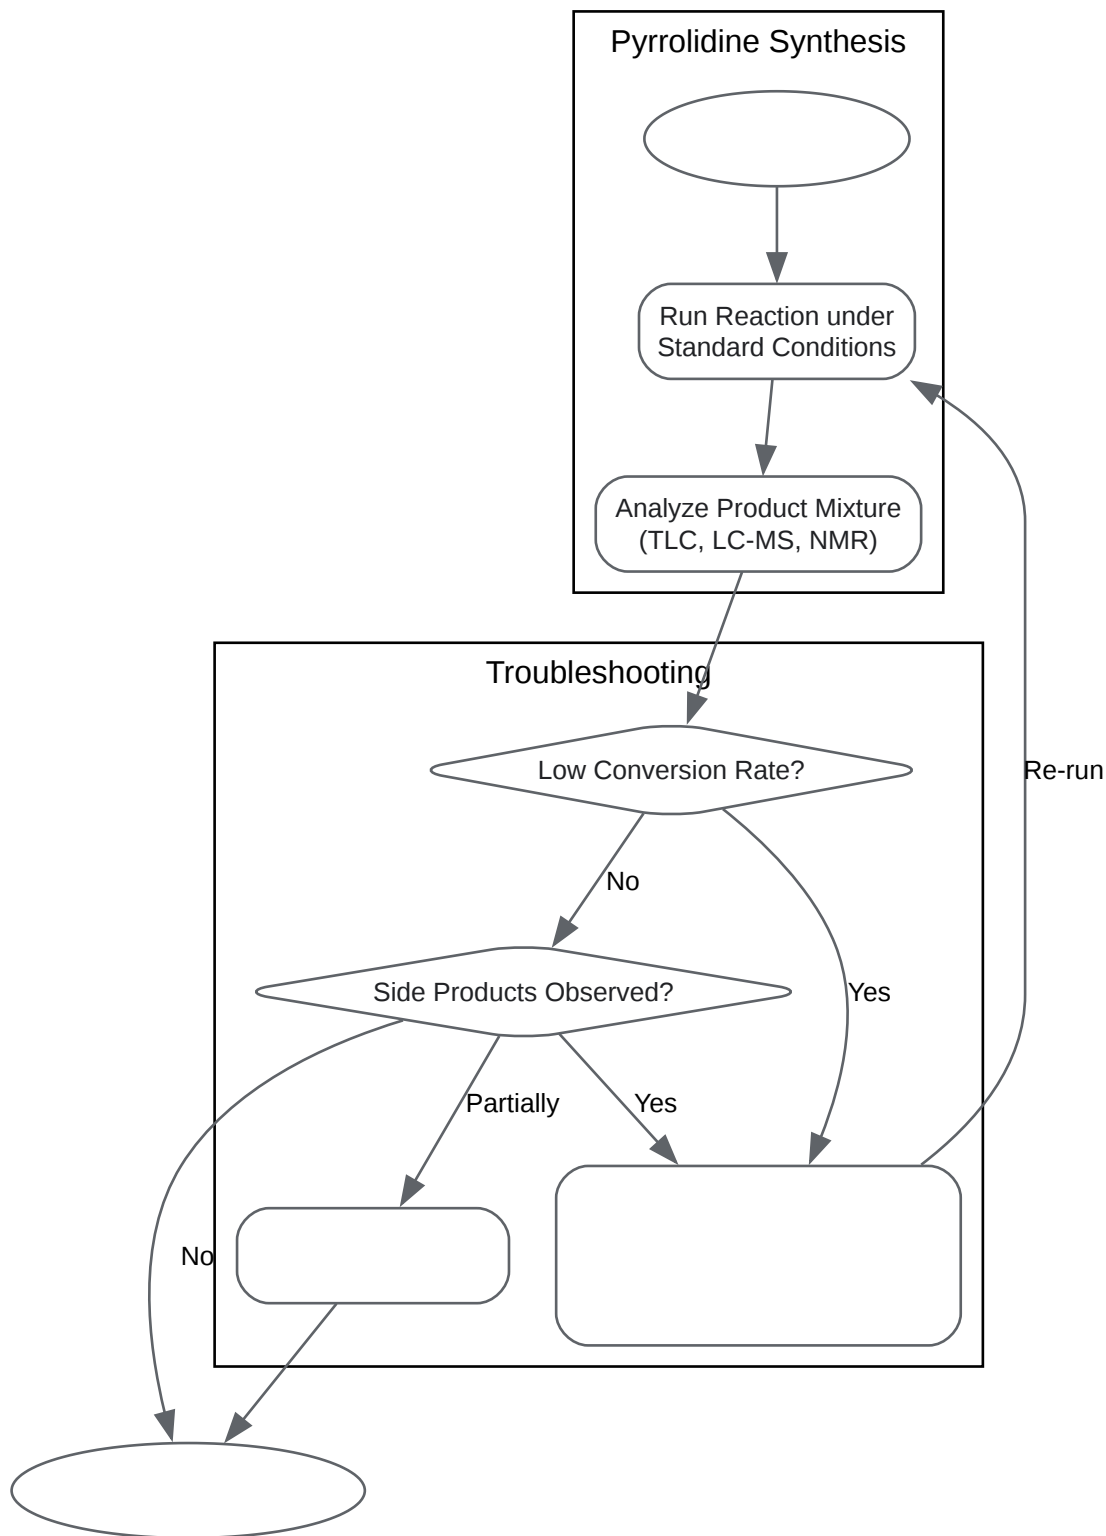 Pyrrolidine Synthesis
Run Reaction under
Standard Conditions
Analyze Product Mixture
(TLC, LC-MS, NMR)
Troubleshooting
Low Conversion Rate?
Re-run
No
Side Products Observed?
Yes
Partially
Yes
No